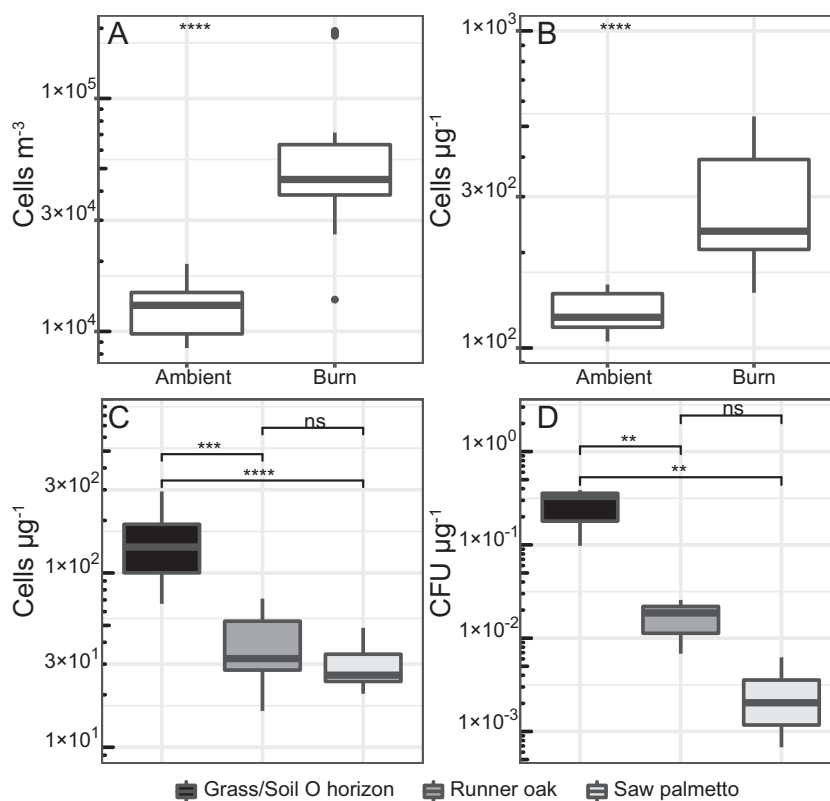 A
****
Cells m⁻³
1×10⁵
3×10⁴
1×10⁴
Ambient
Burn
B
****
Cells µg⁻¹
1×10³
3×10²
1×10²
Ambient
Burn
C
ns
***
****
Cells µg⁻¹
3×10²
1×10²
3×10¹
1×10¹
D
ns
**
**
CFU µg⁻¹
1×10⁰
1×10⁻¹
1×10⁻²
1×10⁻³
Grass/Soil O horizon
Runner oak
Saw palmetto